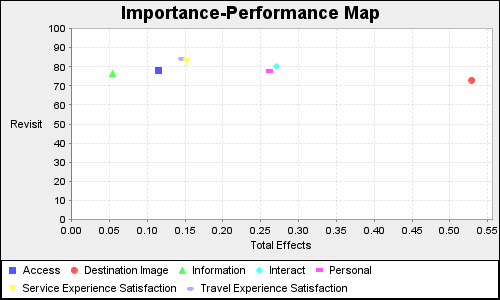 Importance-Performance Map
100
90
80
70
60
Revisit 50
40
30
20
10
0
0.00 0.05 0.10 0.15 0.20 0.25 0.30 0.35 0.40 0.45 0.50 0.55
Total Effects
Access Destination Image Information Interact Personal
Service Experience Satisfaction Travel Experience Satisfaction